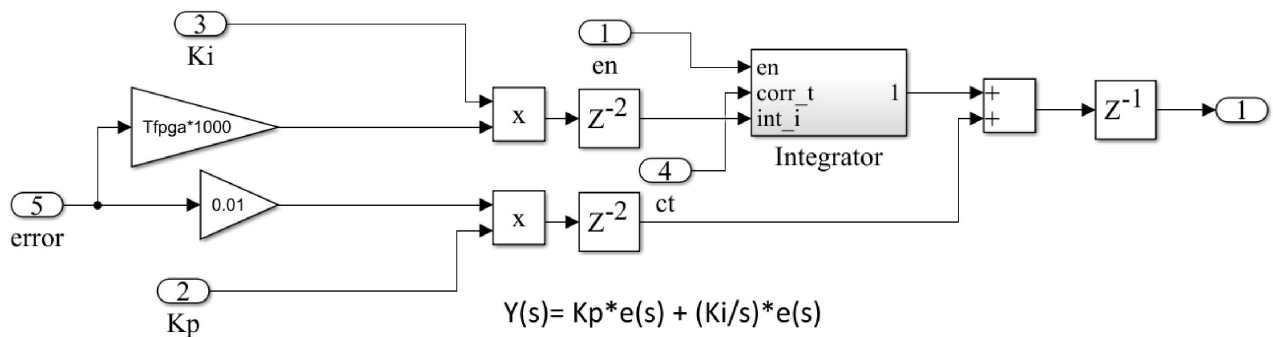 3
Ki
1
en
Tfpga*1000
x
Z-2
en
corr_t
int_i
1
Integrator
+
+
Z-1
1
4
ct
5
error
0.01
x
Z-2
2
Kp
Y(s)= Kp*e(s) + (Ki/s)*e(s)